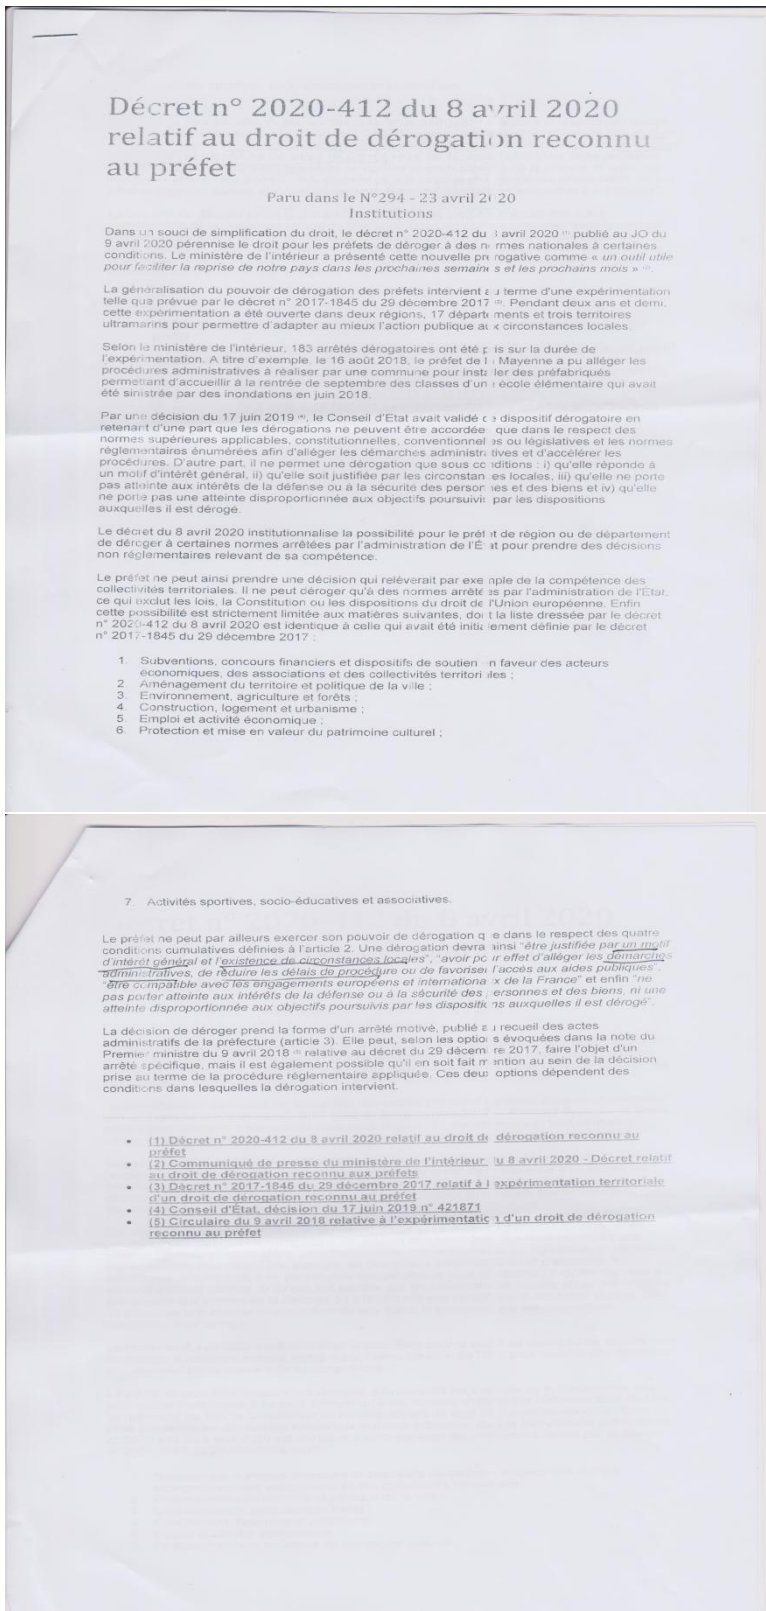 Décret n° 2020-412 du 8 avril 2020
relatif au droit de dérogation reconnu
au préfet
Paru dans le N°294 - 23 avril 2020
Institutions
Dans un souci de simplification du droit, le décret n° 2020-412 du 8 avril 2020 (1) publié au JO du
9 avril 2020 pérennise le droit pour les préfets de déroger à des normes nationales à certaines
conditions. Le ministère de l'intérieur a présenté cette nouvelle prérogative comme « un outil utile
pour faciliter la reprise de notre pays dans les prochaines semaines et les prochains mois » (2).
La généralisation du pouvoir de dérogation des préfets intervient au terme d'une expérimentation
telle que prévue par le décret n° 2017-1845 du 29 décembre 2017 (3). Pendant deux ans et demi,
cette expérimentation a été ouverte dans deux régions, 17 départements et trois territoires
ultramarins pour permettre d'adapter au mieux l'action publique aux circonstances locales.
Selon le ministère de l'intérieur, 183 arrêtés dérogatoires ont été pris sur la durée de
l'expérimentation. A titre d'exemple, le 16 août 2018, le préfet de la Mayenne a pu alléger les
procédures administratives à réaliser par une commune pour installer des préfabriqués
permettant d'accueillir à la rentrée de septembre des classes d'une école élémentaire qui avait
été sinistrée par des inondations en juin 2018.
Par une décision du 17 juin 2019 (4), le Conseil d'Etat avait validé ce dispositif dérogatoire en
retenant d'une part que les dérogations ne peuvent être accordées que dans le respect des
normes supérieures applicables, constitutionnelles, conventionnelles ou législatives et les normes
réglementaires énumérées afin d'alléger les démarches administratives et d'accélérer les
procédures. D'autre part, il ne permet une dérogation que sous conditions : i) qu'elle réponde à
un motif d'intérêt général, ii) qu'elle soit justifiée par les circonstances locales, iii) qu'elle ne porte
pas atteinte aux intérêts de la défense ou à la sécurité des personnes et des biens et iv) qu'elle
ne porte pas une atteinte disproportionnée aux objectifs poursuivis par les dispositions
auxquelles il est dérogé.
Le décret du 8 avril 2020 institutionnalise la possibilité pour le préfet de région ou de département
de déroger à certaines normes arrêtées par l'administration de l'État pour prendre des décisions
non réglementaires relevant de sa compétence.
Le préfet ne peut ainsi prendre une décision qui relèverait par exemple de la compétence des
collectivités territoriales. Il ne peut déroger qu'à des normes arrêtées par l'administration de l'Etat,
ce qui exclut les lois, la Constitution ou les dispositions du droit de l'Union européenne. Enfin
cette possibilité est strictement limitée aux matières suivantes, dont la liste dressée par le décret
n° 2020-412 du 8 avril 2020 est identique à celle qui avait été initialement définie par le décret
n° 2017-1845 du 29 décembre 2017 :
1. Subventions, concours financiers et dispositifs de soutien en faveur des acteurs
économiques, des associations et des collectivités territoriales ;
2. Aménagement du territoire et politique de la ville ;
3. Environnement, agriculture et forêts ;
4. Construction, logement et urbanisme ;
5. Emploi et activité économique ;
6. Protection et mise en valeur du patrimoine culturel ;
7. Activités sportives, socio-éducatives et associatives.
Le préfet ne peut par ailleurs exercer son pouvoir de dérogation que dans le respect des quatre
conditions cumulatives définies à l'article 2. Une dérogation devra ainsi "être justifiée par un motif
d'intérêt général et l'existence de circonstances locales", "avoir pour effet d'alléger les démarches
administratives, de réduire les délais de procédure ou de favoriser l'accès aux aides publiques",
"être compatible avec les engagements européens et internationaux de la France" et enfin "ne
pas porter atteinte aux intérêts de la défense ou à la sécurité des personnes et des biens, ni une
atteinte disproportionnée aux objectifs poursuivis par les dispositions auxquelles il est dérogé".
La décision de déroger prend la forme d'un arrêté motivé, publié au recueil des actes
administratifs de la préfecture (article 3). Elle peut, selon les options évoquées dans la note du
Premier ministre du 9 avril 2018 (5) relative au décret du 29 décembre 2017, faire l'objet d'un
arrêté spécifique, mais il est également possible qu'il en soit fait mention au sein de la décision
prise au terme de la procédure réglementaire appliquée. Ces deux options dépendent des
conditions dans lesquelles la dérogation intervient.
• (1) Décret n° 2020-412 du 8 avril 2020 relatif au droit de dérogation reconnu au
préfet
• (2) Communiqué de presse du ministère de l'intérieur du 8 avril 2020 - Décret relatif
au droit de dérogation reconnu aux préfets
• (3) Décret n° 2017-1845 du 29 décembre 2017 relatif à l'expérimentation territoriale
d'un droit de dérogation reconnu au préfet
• (4) Conseil d'État, décision du 17 juin 2019 n° 421871
• (5) Circulaire du 9 avril 2018 relative à l'expérimentation d'un droit de dérogation
reconnu au préfet